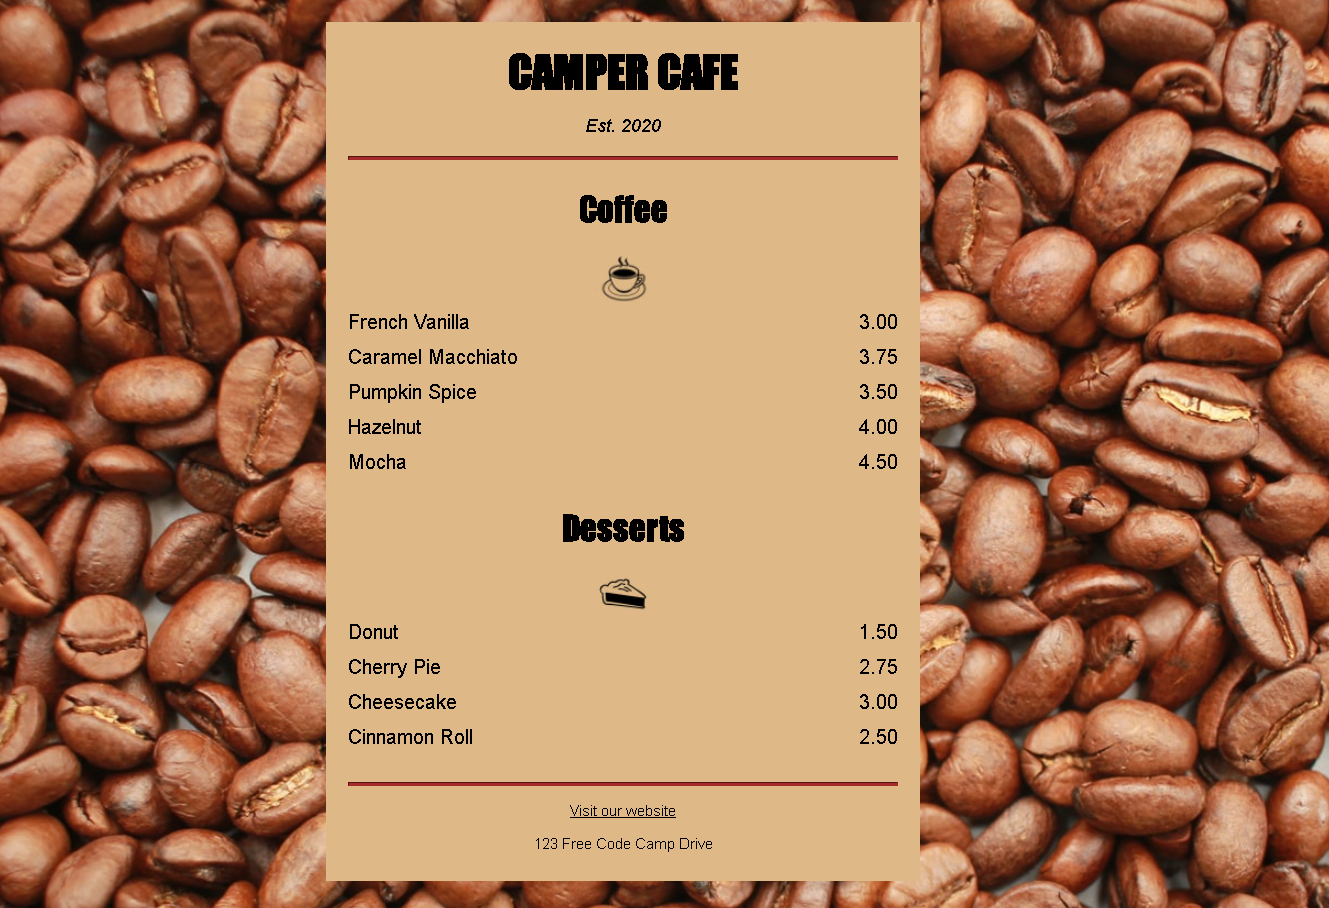 CAMPER CAFE
Est. 2020
Coffee
French Vanilla 3.00
Caramel Macchiato 3.75
Pumpkin Spice 3.50
Hazelnut 4.00
Mocha 4.50
Desserts
Donut 1.50
Cherry Pie 2.75
Cheesecake 3.00
Cinnamon Roll 2.50
Visit our website
123 Free Code Camp Drive